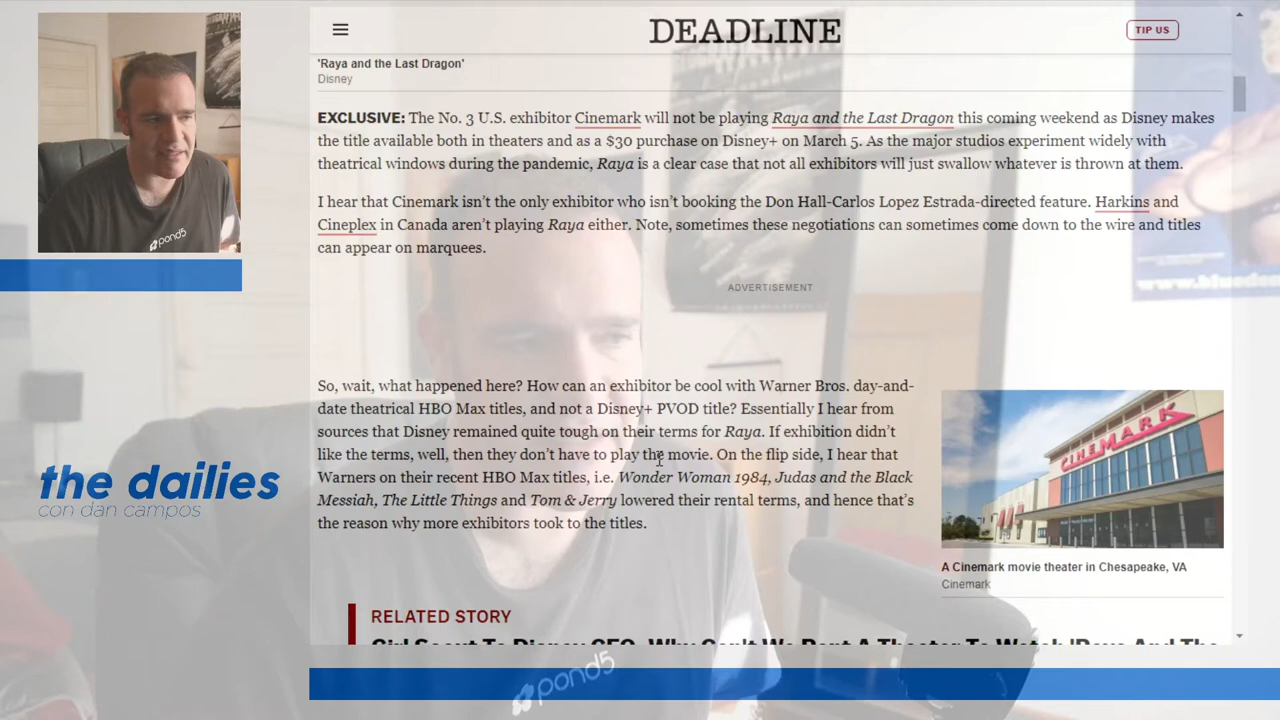 DEADLINE
TIP US
'Raya and the Last Dragon'
Disney
EXCLUSIVE: The No. 3 U.S. exhibitor Cinemark will not be playing Raya and the Last Dragon this coming weekend as Disney makes
the title available both in theaters and as a $30 purchase on Disney+ on March 5. As the major studios experiment widely with
theatrical windows during the pandemic, Raya is a clear case that not all exhibitors will just swallow whatever is thrown at them.
I hear that Cinemark isn't the only exhibitor who isn't booking the Don Hall-Carlos Lopez Estrada-directed feature. Harkins and
Cineplex in Canada aren't playing Raya either. Note, sometimes these negotiations can sometimes come down to the wire and titles
can appear on marquees.
ADVERTISEMENT
So, wait, what happened here? How can an exhibitor be cool with Warner Bros. day-and-
date theatrical HBO Max titles, and not a Disney+ PVOD title? Essentially I hear from
sources that Disney remained quite tough on their terms for Raya. If exhibition didn't
like the terms, well, then they don't have to play the movie. On the flip side, I hear that
Warners on their recent HBO Max titles, i.e. Wonder Woman 1984, Judas and the Black
Messiah, The Little Things and Tom & Jerry lowered their rental terms, and hence that's
the reason why more exhibitors took to the titles.
CINEMARK
A Cinemark movie theater in Chesapeake, VA
Cinemark
RELATED STORY
Girl Scout To Disney CEO: Why Can't We Rent A Theater To Watch 'Raya And The
the dailies
con dan campos
pond5
pond5